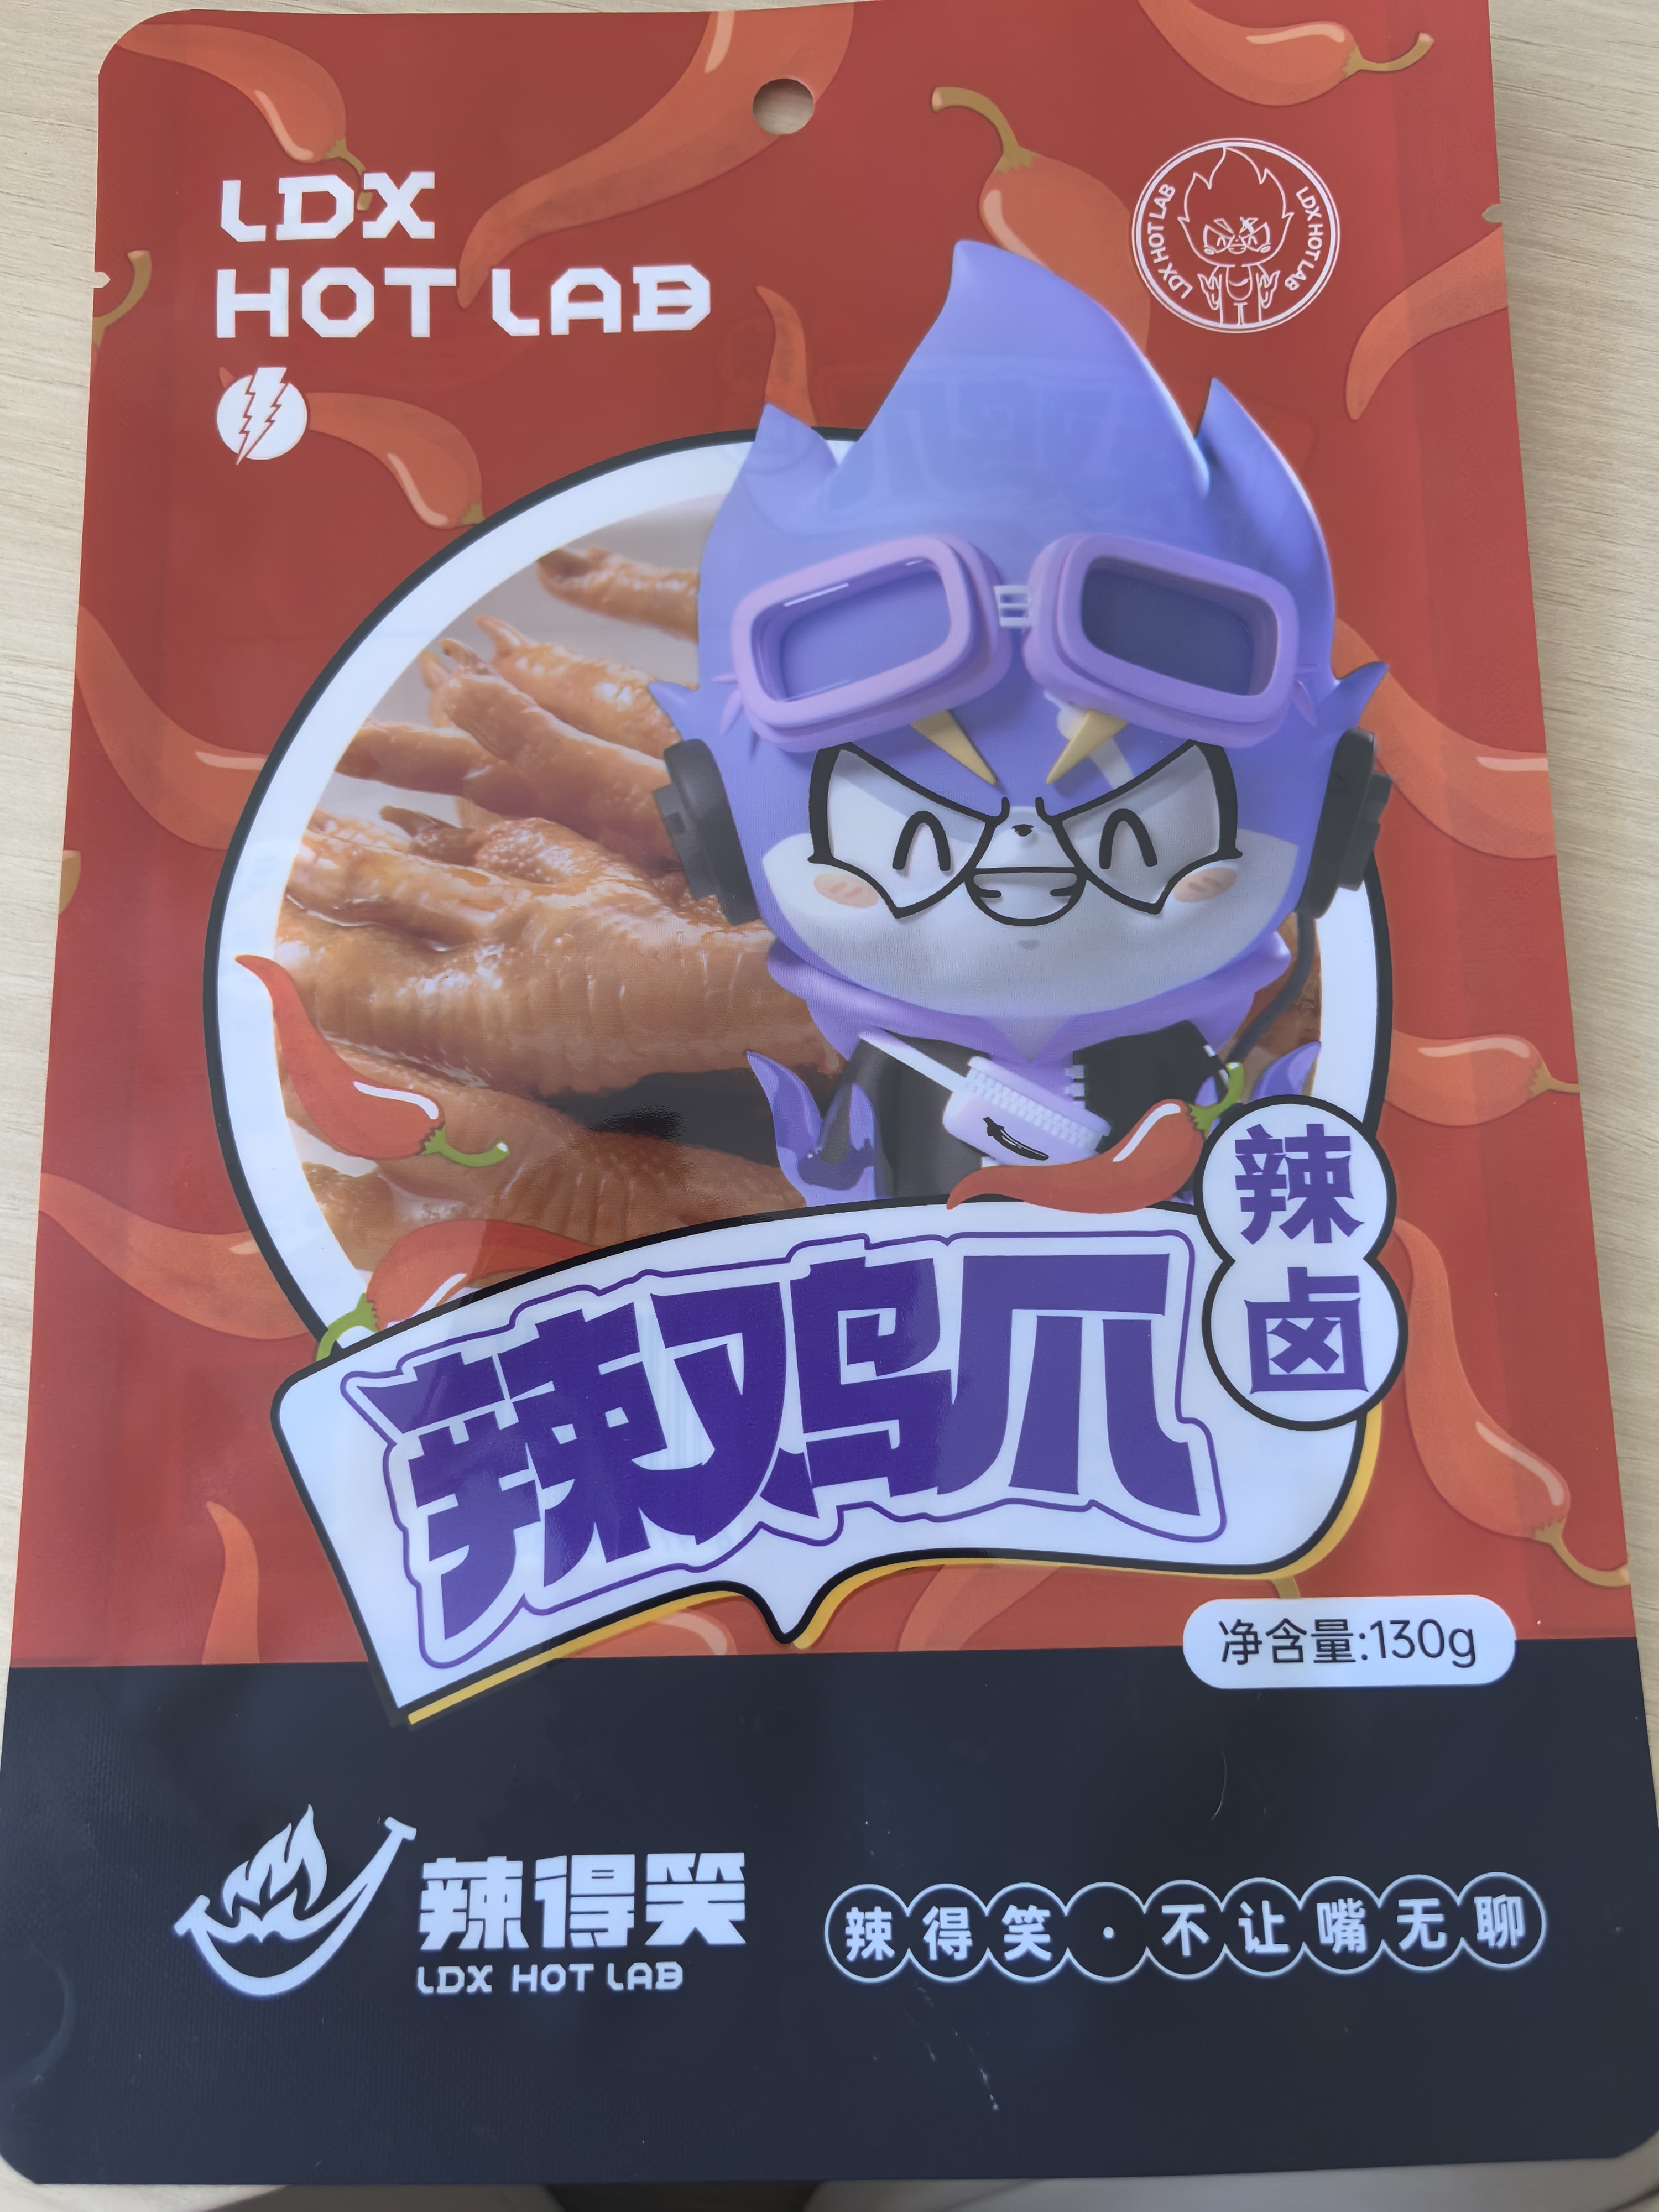 LDX
HOT LAB
LDX HOT LAB
LDX HOT LAB
辣
卤
辣鸡爪
净含量:130g
辣得笑
LDX HOT LAB
辣得笑·不让嘴无聊